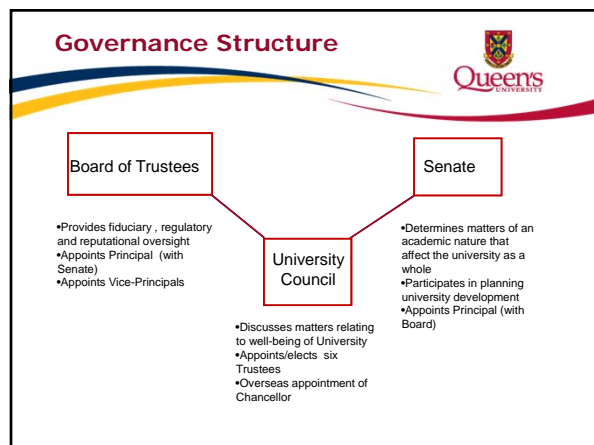 Governance Structure
Queen's
UNIVERSITY
Board of Trustees
•Provides fiduciary , regulatory
and reputational oversight
•Appoints Principal (with
Senate)
•Appoints Vice-Principals
University
Council
•Discusses matters relating
to well-being of University
•Appoints/elects six
Trustees
•Overseas appointment of
Chancellor
Senate
•Determines matters of an
academic nature that
affect the university as a
whole
•Participates in planning
university development
•Appoints Principal (with
Board)